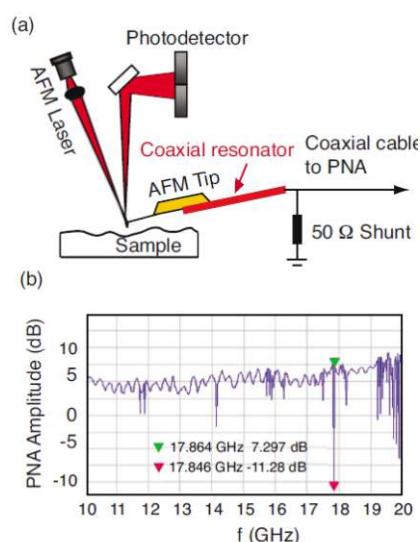 (a)
Photodetector
AFM Laser
Coaxial resonator
Coaxial cable
to PNA
AFM Tip
Sample
50 Ω Shunt
(b)
PNA Amplitude (dB)
10
5
0
-5
-10
17.864 GHz 7.297 dB
17.846 GHz -11.28 dB
10 11 12 13 14 15 16 17 18 19 20
f (GHz)